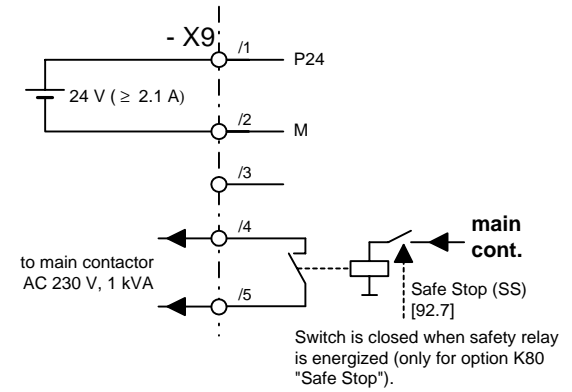 - X9
/1
P24
24 V ( ≥ 2.1 A)
/2
M
/3
/4
main
cont.
to main contactor
AC 230 V, 1 kVA
/5
Safe Stop (SS)
[92.7]
Switch is closed when safety relay
is energized (only for option K80
"Safe Stop").